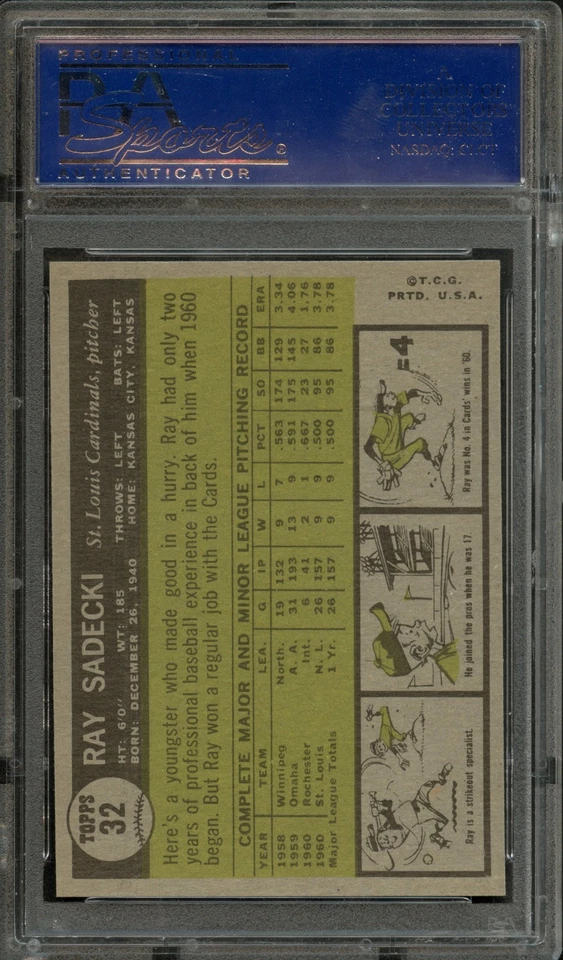 PROFESSIONAL
PSA
Sports®
AUTHENTICATOR
A
DIVISION OF
COLLECTORS
UNIVERSE
NASDAQ: CLCT
TOPPS
32
RAY SADECKI St. Louis Cardinals, pitcher
HT: 6'0" WT: 185 THROWS: LEFT BATS: LEFT
BORN: DECEMBER 26, 1940 HOME: KANSAS CITY, KANSAS
Here's a youngster who made good in a hurry. Ray had only two
years of professional baseball experience in back of him when 1960
began. But Ray won a regular job with the Cards.
COMPLETE MAJOR AND MINOR LEAGUE PITCHING RECORD
YEAR TEAM LEA. G IP W L PCT SO BB ERA
1958 Winnipeg North. 19 132 9 7 .563 174 129 3.34
1959 Omaha A. A. 31 193 13 9 .591 175 145 4.06
1960 Rochester Int. 6 41 2 1 .667 23 27 1.76
1960 St. Louis N. L. 26 157 9 9 .500 95 86 3.78
Major League Totals 1 Yr. 26 157 9 9 .500 95 86 3.78
Ray is a strikeout specialist.
He joined the pros when he was 17.
#4
Ray was No. 4 in Cards' wins in '60.
©T.C.G.
PRTD. U.S.A.